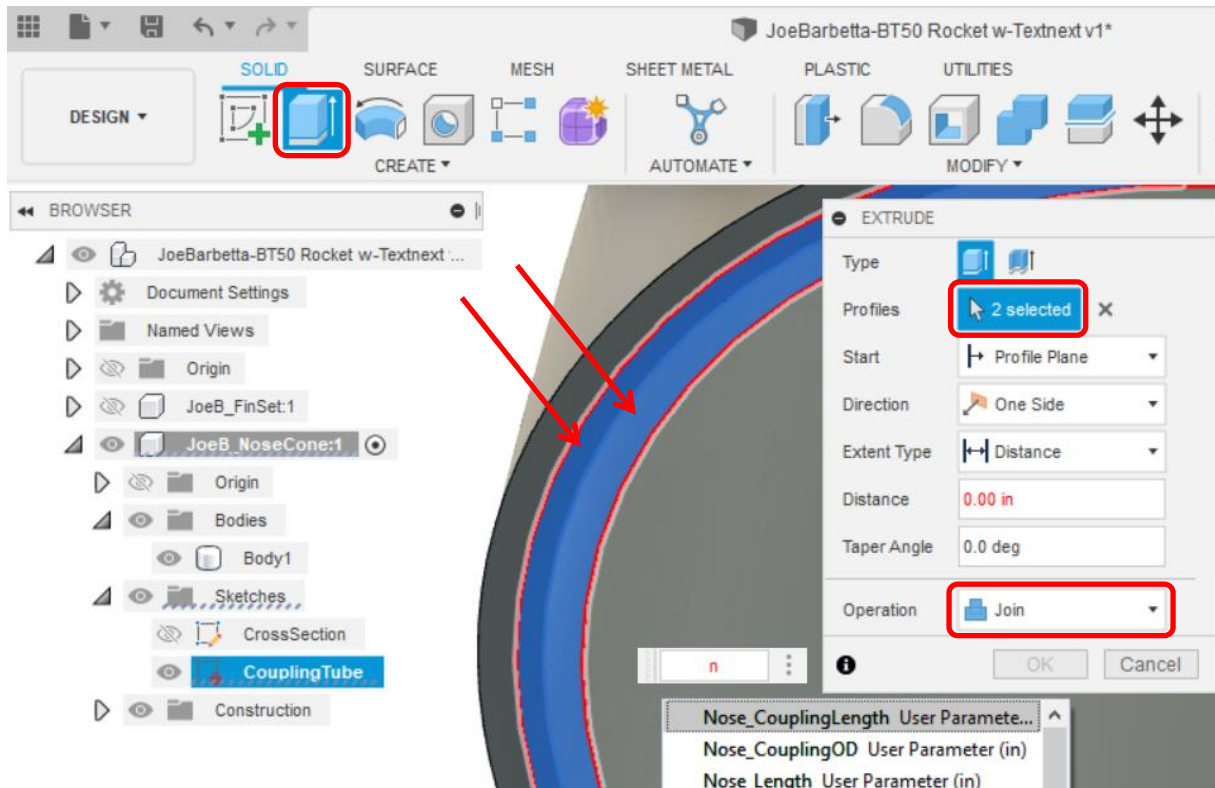 JoeBarbetta-BT50 Rocket w-Textnext v1*
SOLID SURFACE MESH SHEET METAL PLASTIC UTILITIES
DESIGN
CREATE AUTOMATE MODIFY
BROWSER
JoeBarbetta-BT50 Rocket w-Textnext ...
Document Settings
Named Views
Origin
JoeB_FinSet:1
JoeB_NoseCone:1
Origin
Bodies
Body1
Sketches
CrossSection
CouplingTube
Construction
EXTRUDE
Type
Profiles 2 selected
Start Profile Plane
Direction One Side
Extent Type Distance
Distance 0.00 in
Taper Angle 0.0 deg
Operation Join
OK Cancel
n
Nose_CouplingLength User Paramete...
Nose_CouplingOD User Parameter (in)
Nose_Length User Parameter (in)